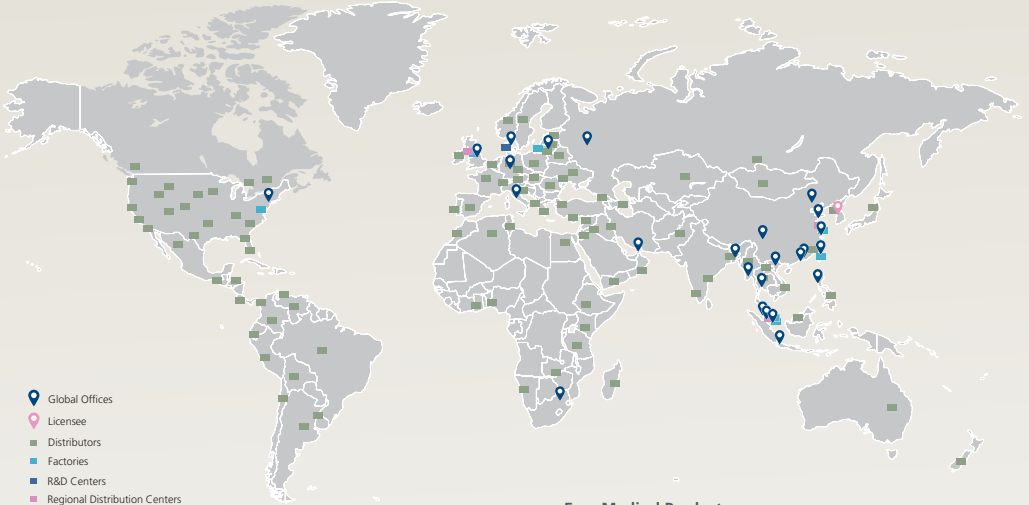 Global Offices
Licensee
Distributors
Factories
R&D Centers
Regional Distribution Centers